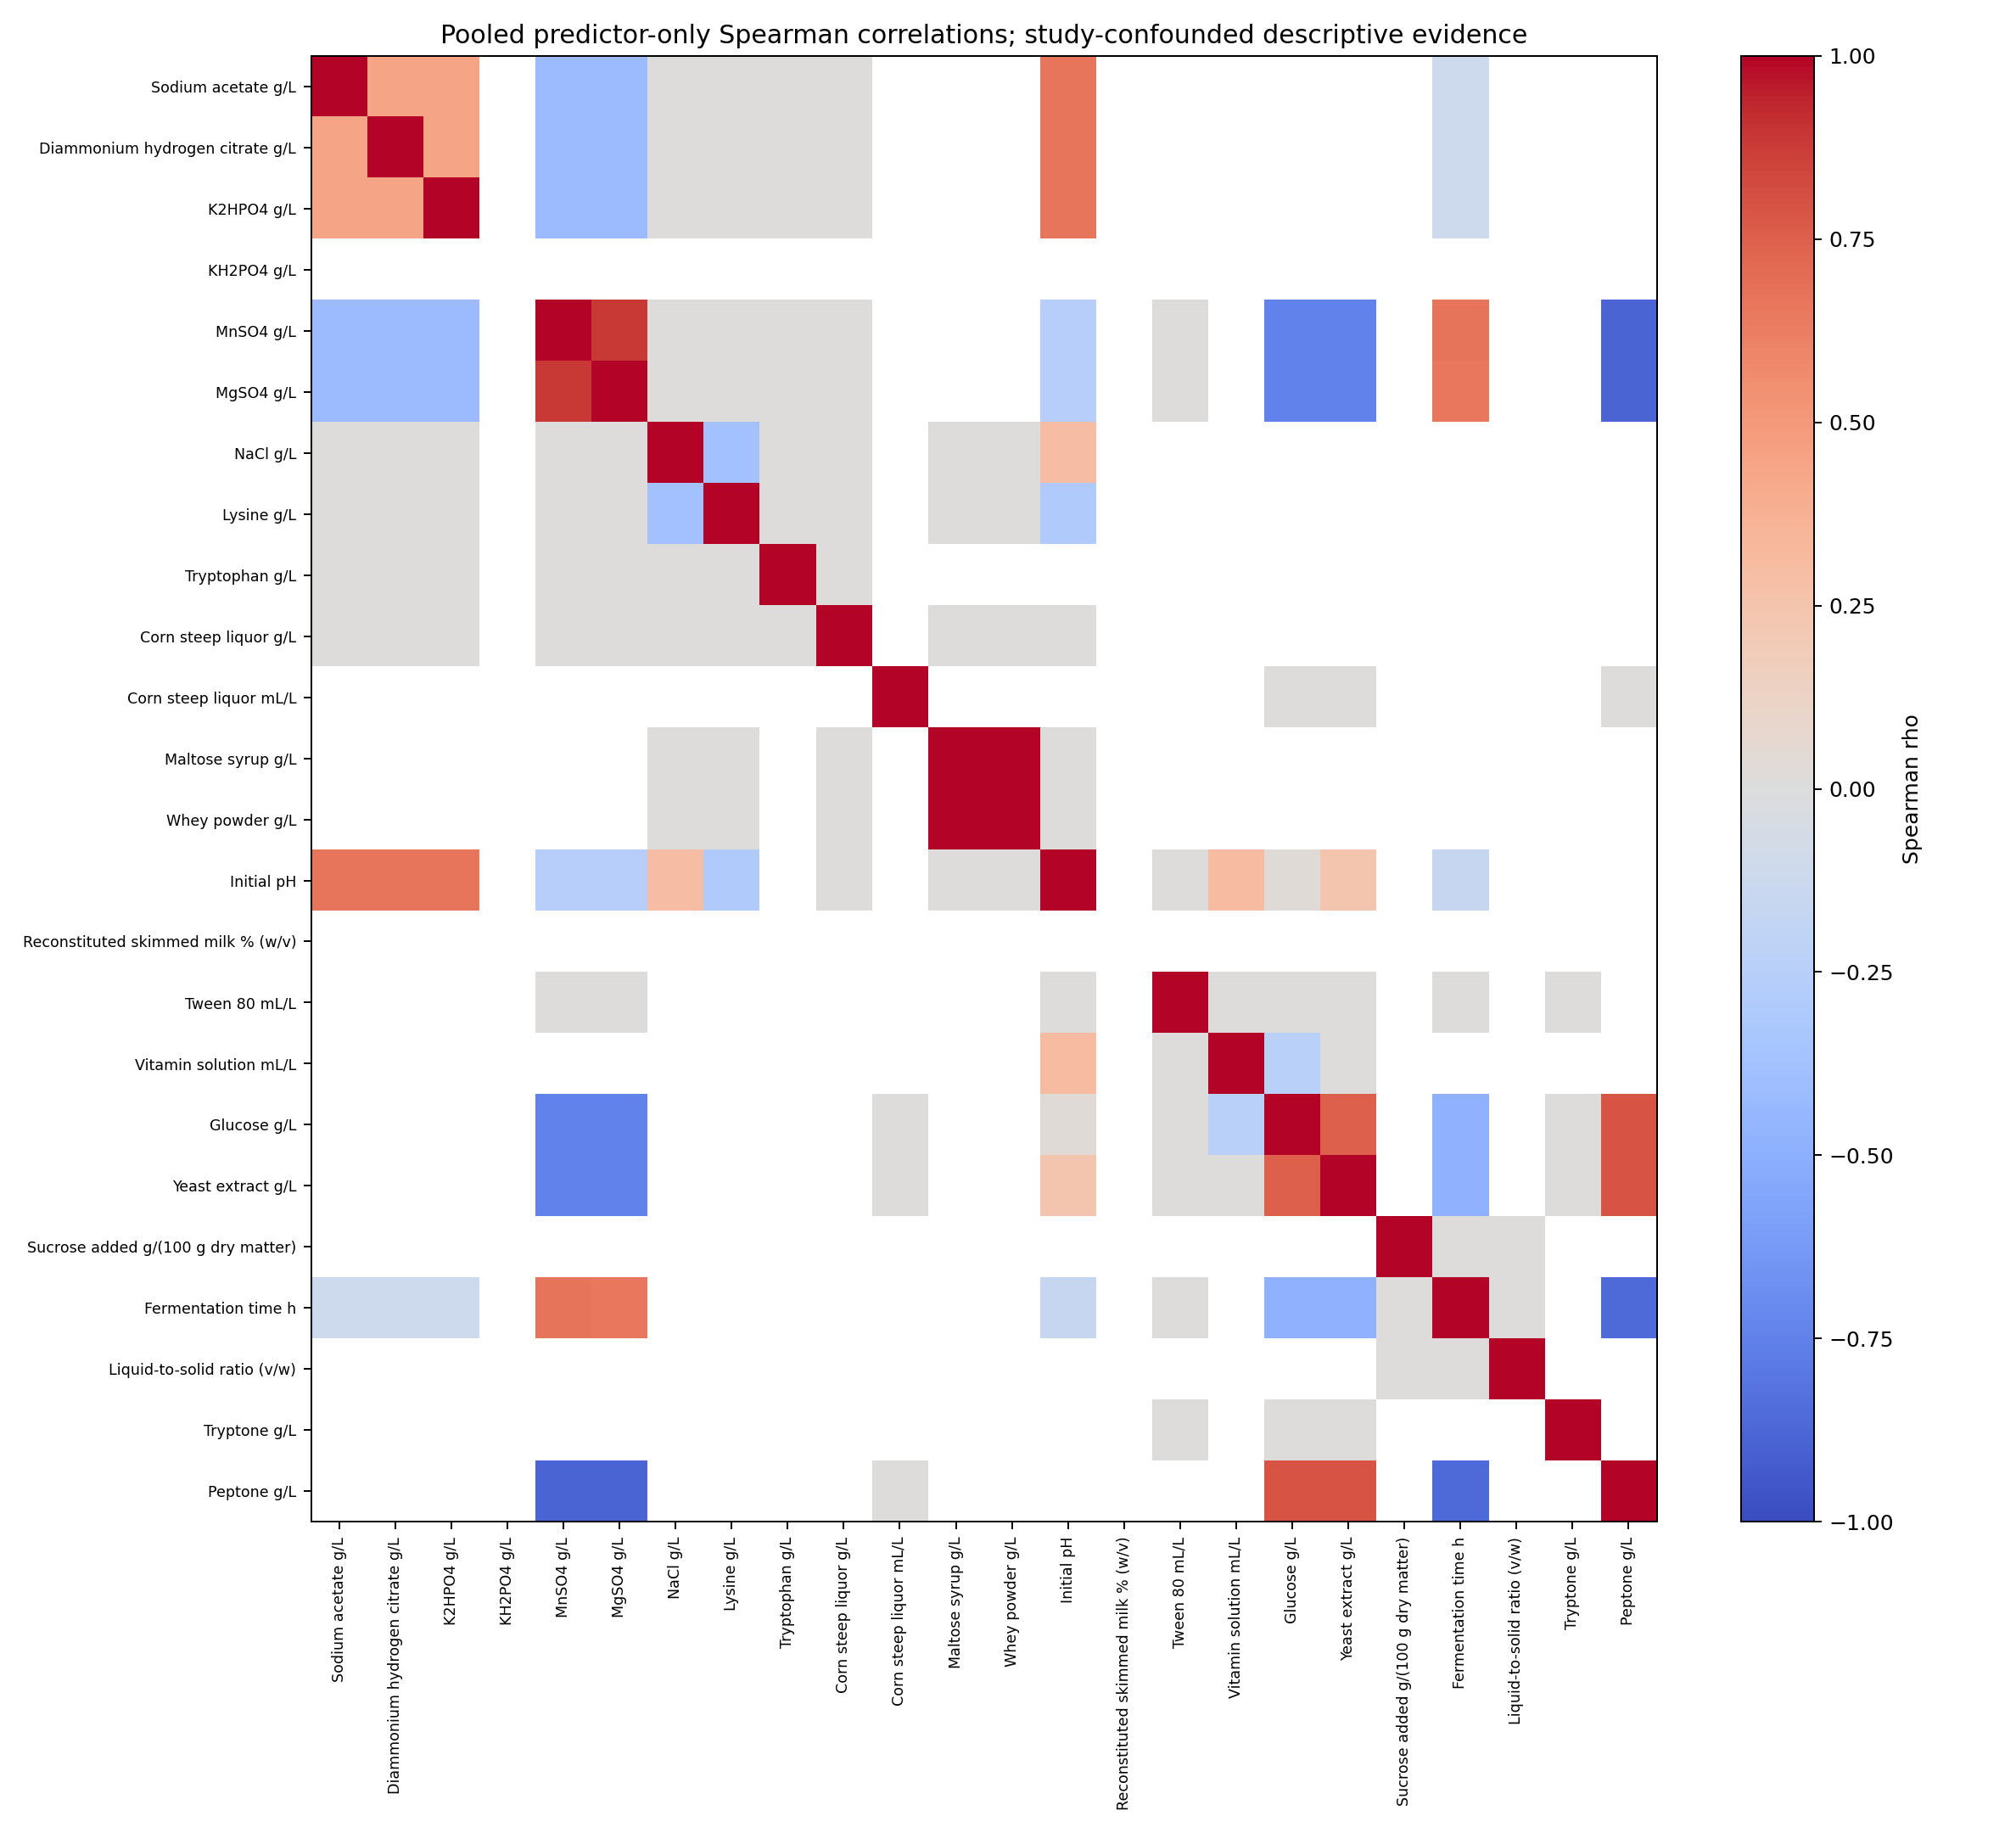 Pooled predictor-only Spearman correlations; study-confounded descriptive evidence
Sodium acetate g/L
Diammonium hydrogen citrate g/L
K2HPO4 g/L
KH2PO4 g/L
MnSO4 g/L
MgSO4 g/L
NaCl g/L
Lysine g/L
Tryptophan g/L
Corn steep liquor g/L
Corn steep liquor mL/L
Maltose syrup g/L
Whey powder g/L
Initial pH
Reconstituted skimmed milk % (w/v)
Tween 80 mL/L
Vitamin solution mL/L
Glucose g/L
Yeast extract g/L
Sucrose added g/(100 g dry matter)
Fermentation time h
Liquid-to-solid ratio (v/w)
Tryptone g/L
Peptone g/L
Sodium acetate g/L
Diammonium hydrogen citrate g/L
K2HPO4 g/L
KH2PO4 g/L
MnSO4 g/L
MgSO4 g/L
NaCl g/L
Lysine g/L
Tryptophan g/L
Corn steep liquor g/L
Corn steep liquor mL/L
Maltose syrup g/L
Whey powder g/L
Initial pH
Reconstituted skimmed milk % (w/v)
Tween 80 mL/L
Vitamin solution mL/L
Glucose g/L
Yeast extract g/L
Sucrose added g/(100 g dry matter)
Fermentation time h
Liquid-to-solid ratio (v/w)
Tryptone g/L
Peptone g/L
1.00
0.75
0.50
0.25
0.00
−0.25
−0.50
−0.75
−1.00
Spearman rho